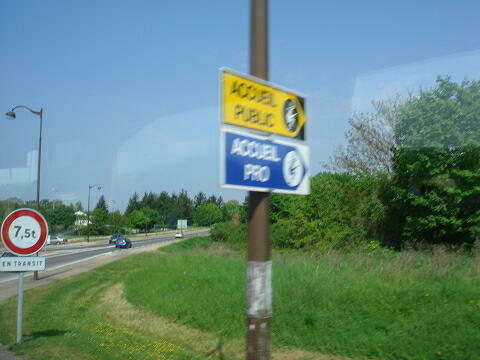 ACCUEIL
PUBLIC
ACCUEIL
PRO
7,5t
EN TRANSIT